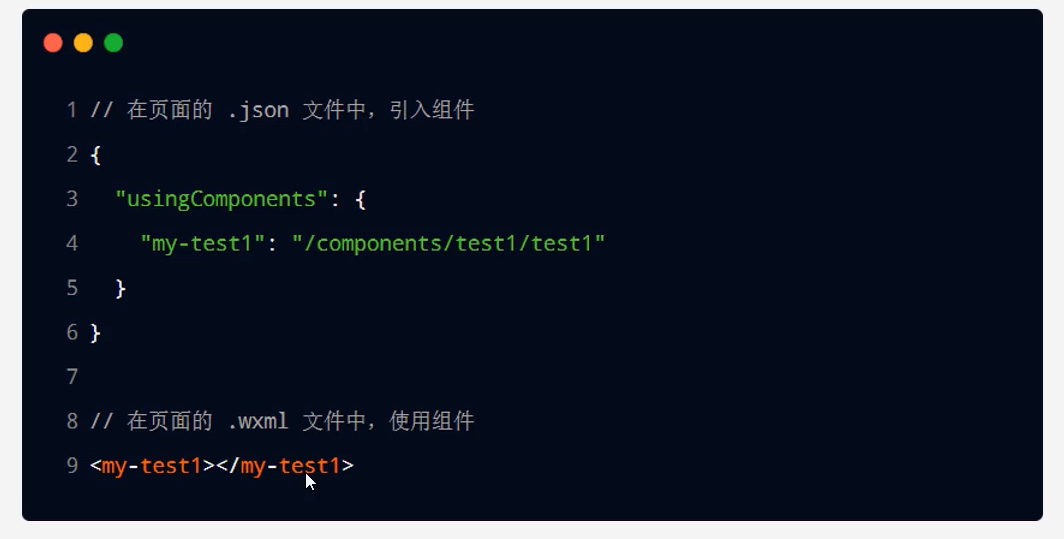 1 // 在页面的 .json 文件中，引入组件
2 {
3   "usingComponents": {
4     "my-test1": "/components/test1/test1"
5   }
6 }
7
8 // 在页面的 .wxml 文件中，使用组件
9 <my-test1></my-test1>